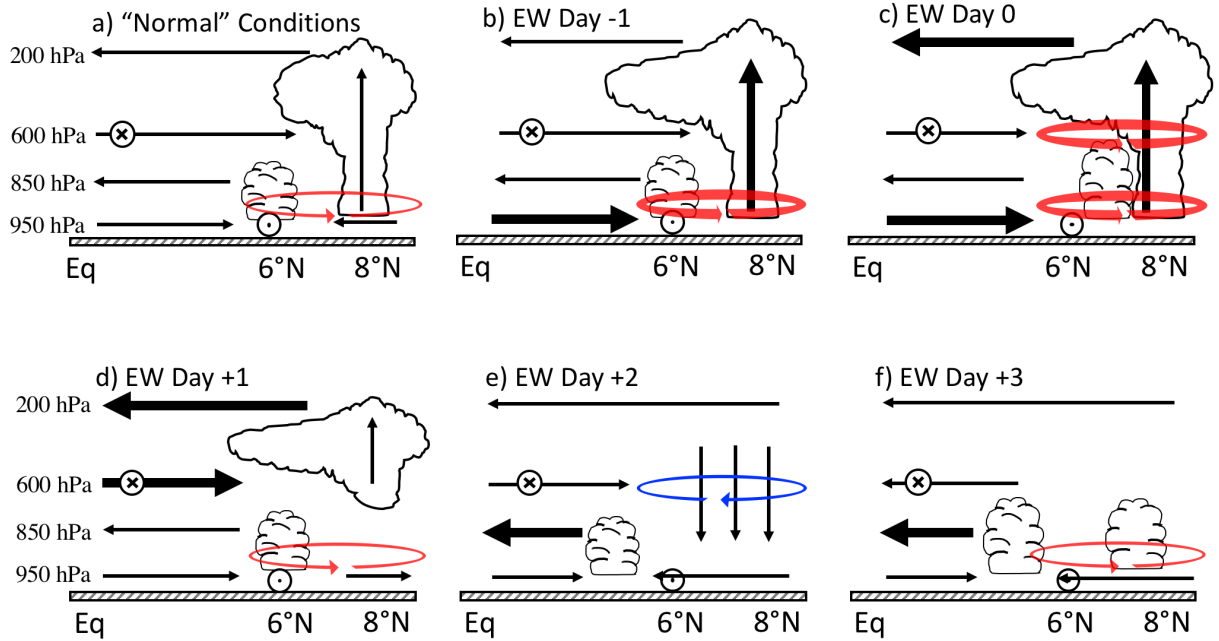 a) “Normal” Conditions
b) EW Day -1
c) EW Day 0
200 hPa
600 hPa
850 hPa
950 hPa
Eq 6°N 8°N
Eq 6°N 8°N
Eq 6°N 8°N
d) EW Day +1
e) EW Day +2
f) EW Day +3
200 hPa
600 hPa
850 hPa
950 hPa
Eq 6°N 8°N
Eq 6°N 8°N
Eq 6°N 8°N